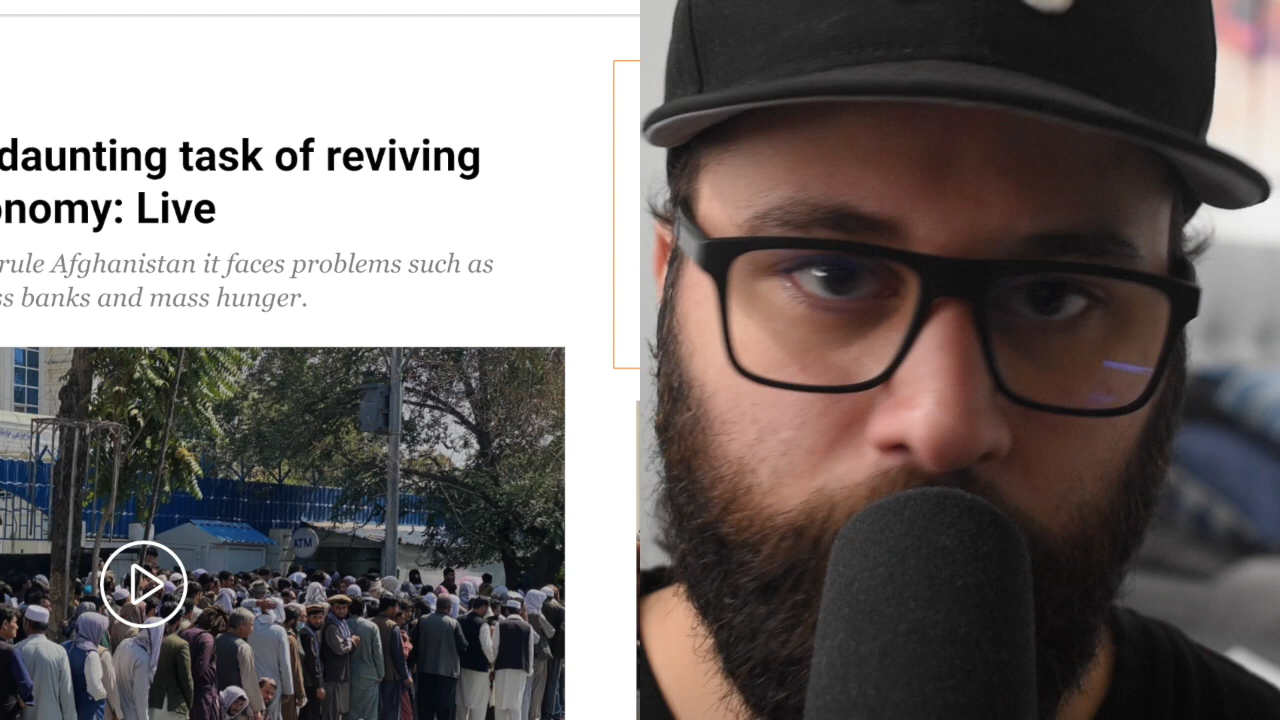 daunting task of reviving
onomy: Live
rule Afghanistan it faces problems such as
ss banks and mass hunger.
ATM